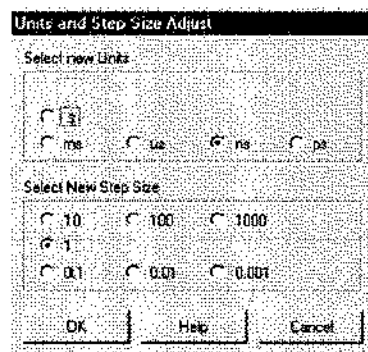 Units and Step Size Adjust
Select new Units
s
ms us ns ps
Select New Step Size
10 100 1000
1
0.1 0.01 0.001
OK Help Cancel